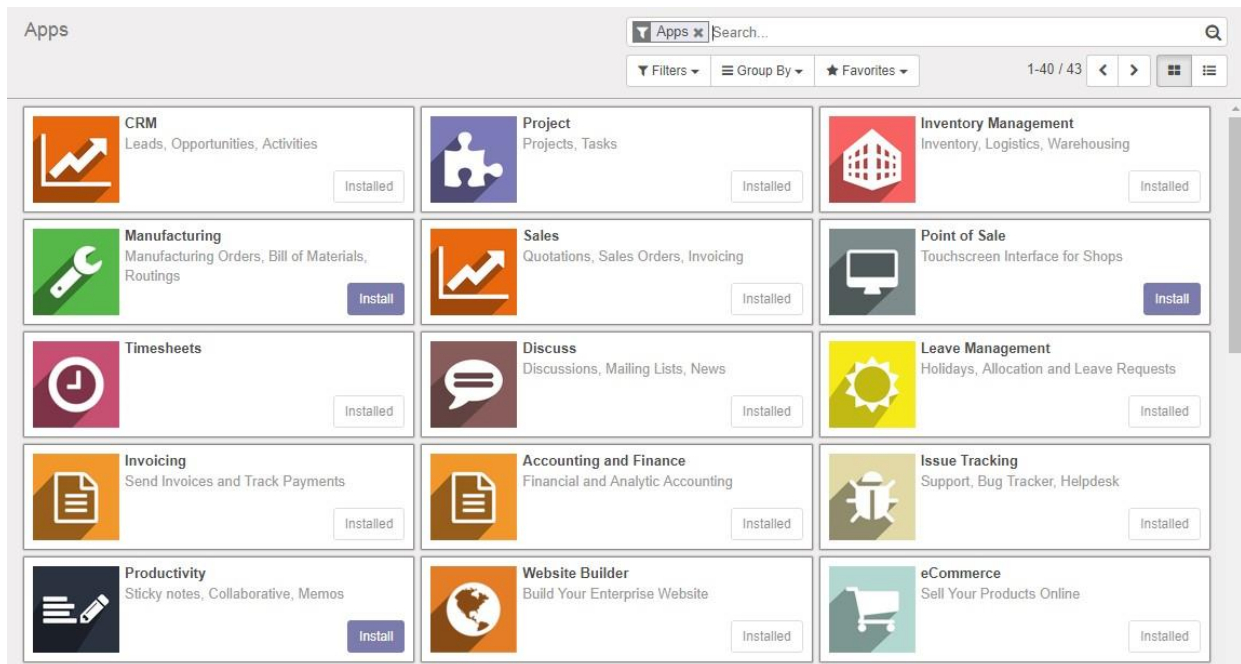 Apps
Apps Search...
Filters Group By Favorites 1-40 / 43
CRM
Leads, Opportunities, Activities
Installed
Project
Projects, Tasks
Installed
Inventory Management
Inventory, Logistics, Warehousing
Installed
Manufacturing
Manufacturing Orders, Bill of Materials,
Routings
Install
Sales
Quotations, Sales Orders, Invoicing
Installed
Point of Sale
Touchscreen Interface for Shops
Install
Timesheets
Installed
Discuss
Discussions, Mailing Lists, News
Installed
Leave Management
Holidays, Allocation and Leave Requests
Installed
Invoicing
Send Invoices and Track Payments
Installed
Accounting and Finance
Financial and Analytic Accounting
Installed
Issue Tracking
Support, Bug Tracker, Helpdesk
Installed
Productivity
Sticky notes, Collaborative, Memos
Install
Website Builder
Build Your Enterprise Website
Installed
eCommerce
Sell Your Products Online
Installed